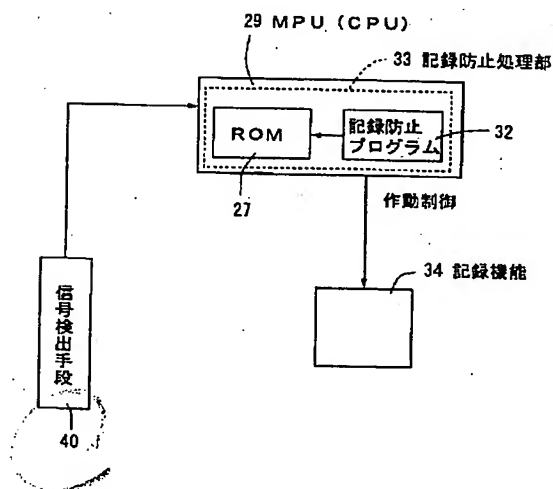 29 MPU (CPU)
33 記録防止処理部
ROM
記録防止
プログラム
32
27
作動制御
34 記録機能
信号検出手段
40